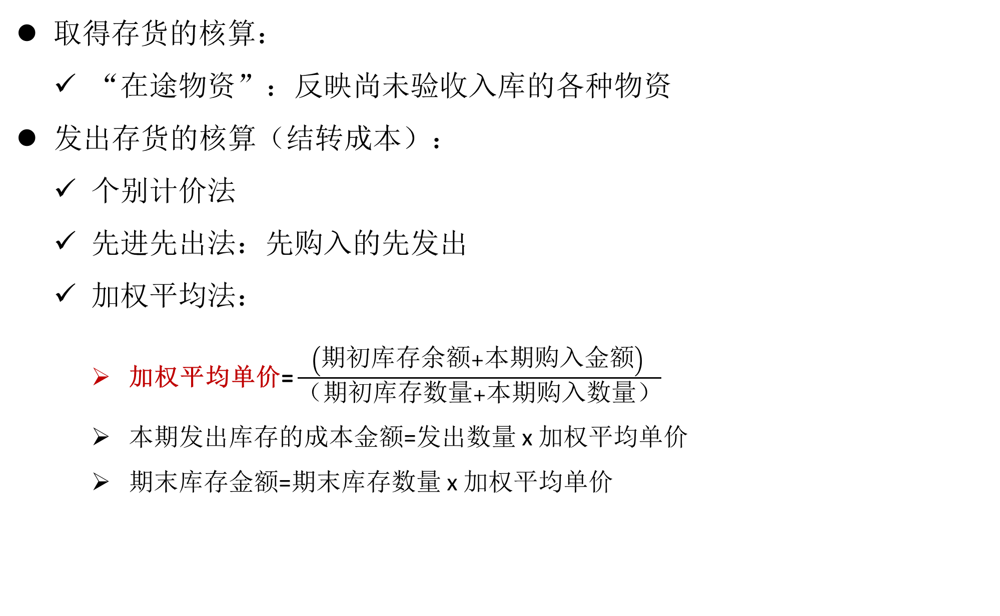 ● 取得存货的核算：
✓ “在途物资”：反映尚未验收入库的各种物资
● 发出存货的核算（结转成本）：
✓ 个别计价法
✓ 先进先出法：先购入的先发出
✓ 加权平均法：
➢ 加权平均单价=
(期初库存余额+本期购入金额)
（期初库存数量+本期购入数量）
➢ 本期发出库存的成本金额=发出数量 x 加权平均单价
➢ 期末库存金额=期末库存数量 x 加权平均单价